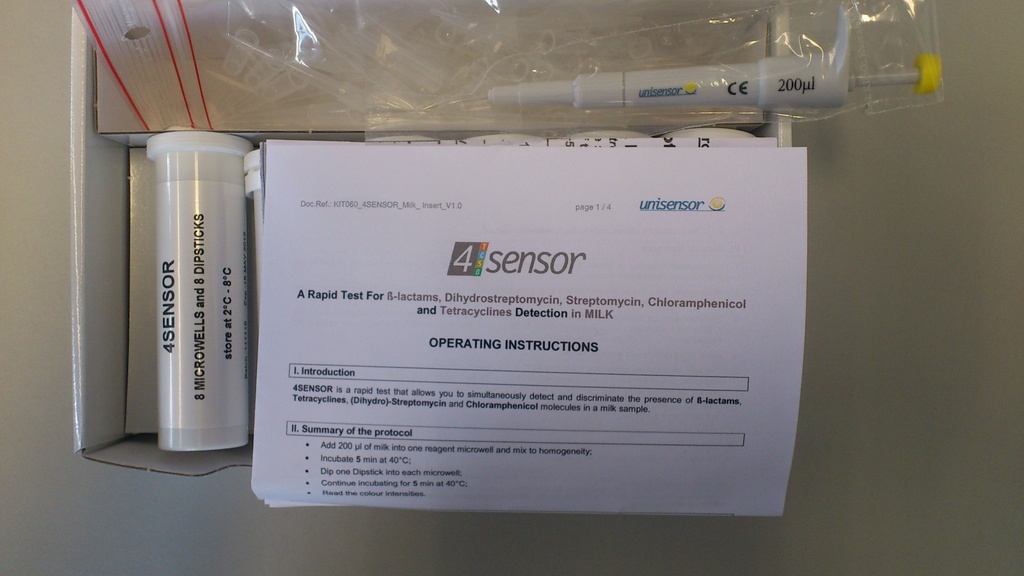 unisensor
CE
200µl
4SENSOR
8 MICROWELLS and 8 DIPSTICKS
store at 2°C - 8°C
Doc.Ref.: KIT060_4SENSOR_Milk_ Insert_V1.0
page 1 / 4
unisensor
4sensor
A Rapid Test For ß-lactams, Dihydrostreptomycin, Streptomycin, Chloramphenicol
and Tetracyclines Detection in MILK
OPERATING INSTRUCTIONS
I. Introduction
4SENSOR is a rapid test that allows you to simultaneously detect and discriminate the presence of ß-lactams,
Tetracyclines, (Dihydro)-Streptomycin and Chloramphenicol molecules in a milk sample.
II. Summary of the protocol
• Add 200 µl of milk into one reagent microwell and mix to homogeneity;
• Incubate 5 min at 40°C;
• Dip one Dipstick into each microwell;
• Continue incubating for 5 min at 40°C;
• Read the colour intensities.